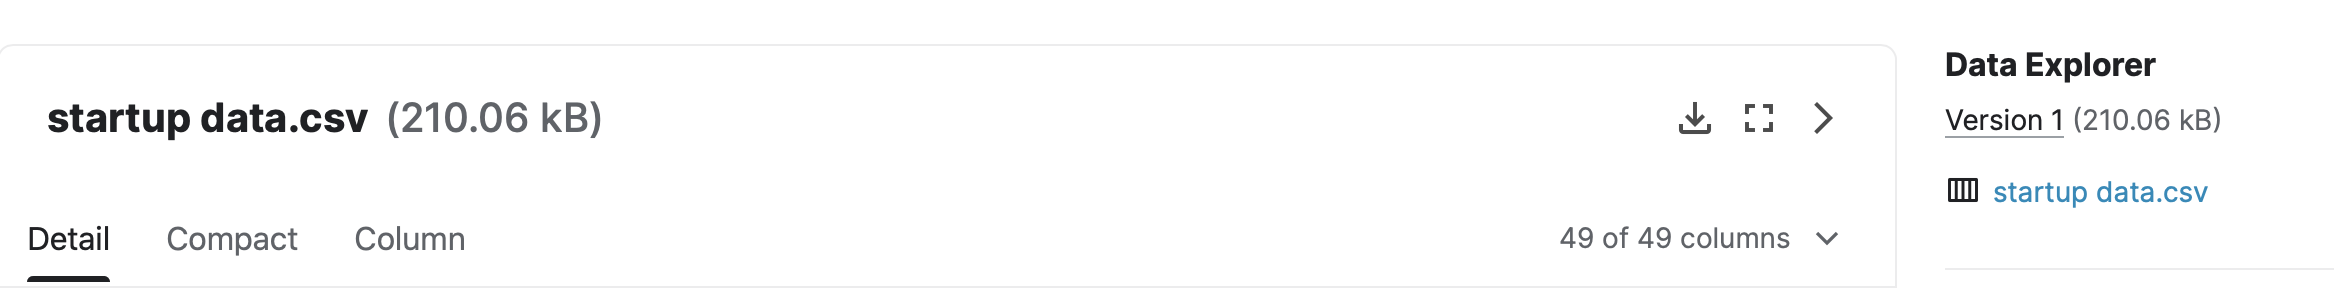 startup data.csv (210.06 kB)
Detail Compact Column 49 of 49 columns
Data Explorer
Version 1 (210.06 kB)
startup data.csv